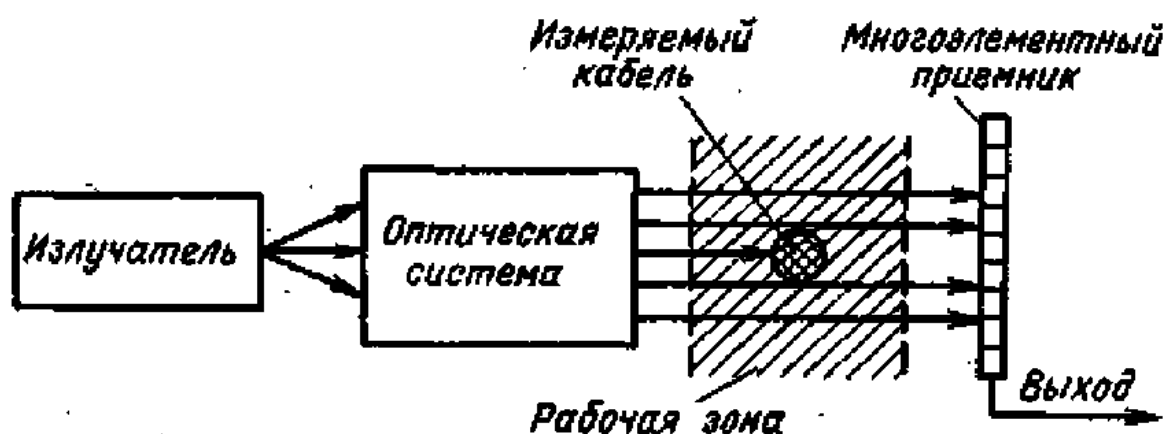 Измеряемый
кабель
Многоэлементный
приемник
Излучатель
Оптическая
система
Рабочая зона
Выход